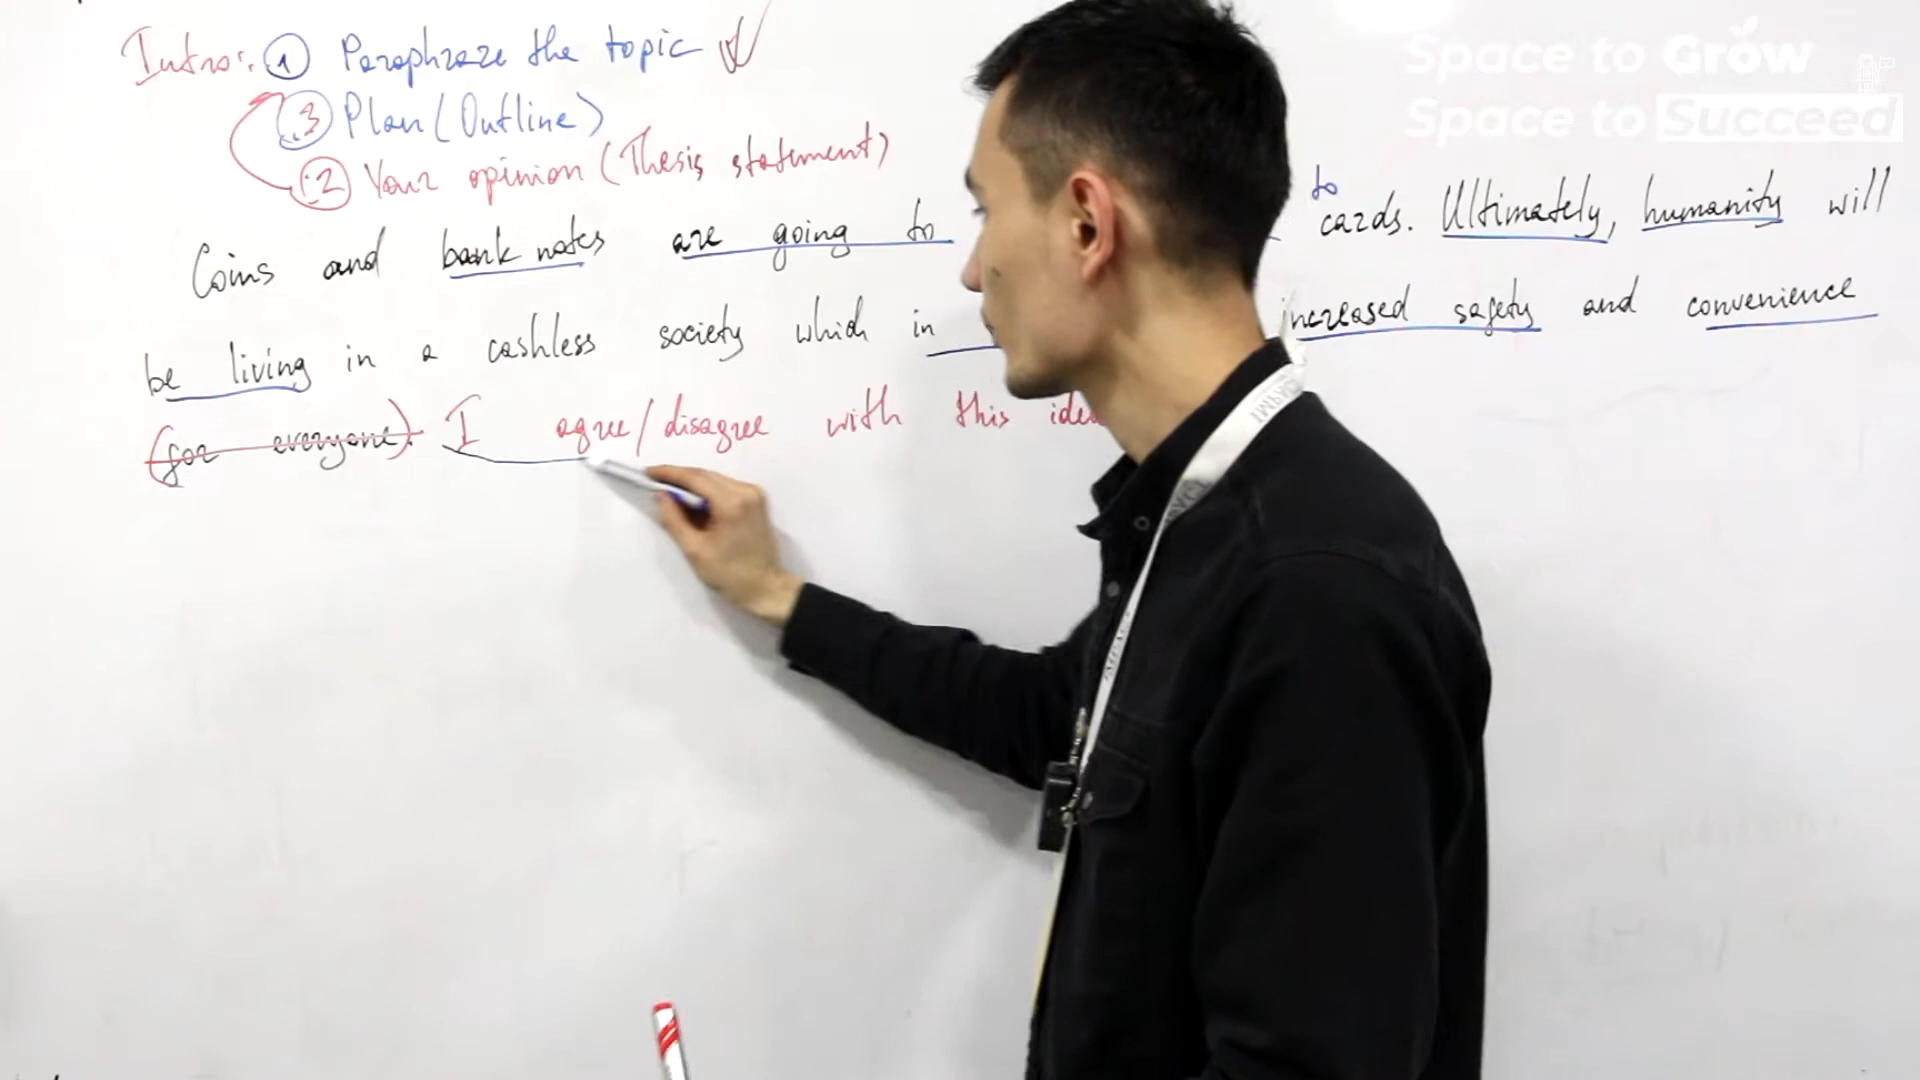 Intro: 1 Paraphraze the topic
3 Plan (Outline)
2 Your opinion (Thesis statement)
Coins and bank notes are going to to cards. Ultimately, humanity will
be living in a cashless society which in increased safety and convenience
(for everyone). I agree/disagree with this idea
Space to Grow
Space to Succeed